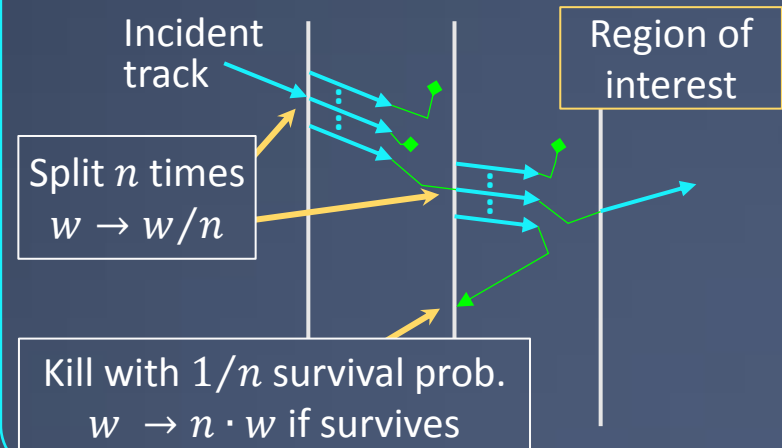 Incident
track
Region of
interest
Split n times
w → w/n
Kill with 1/n survival prob.
w → n · w if survives